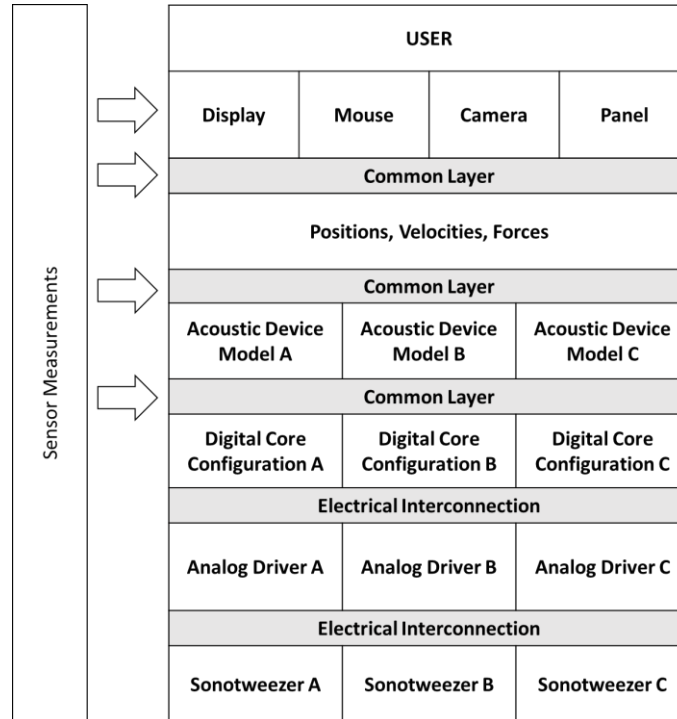 Sensor Measurements
USER
Display
Mouse
Camera
Panel
Common Layer
Positions, Velocities, Forces
Common Layer
Acoustic Device
Model A
Acoustic Device
Model B
Acoustic Device
Model C
Common Layer
Digital Core
Configuration A
Digital Core
Configuration B
Digital Core
Configuration C
Electrical Interconnection
Analog Driver A
Analog Driver B
Analog Driver C
Electrical Interconnection
Sonotweezer A
Sonotweezer B
Sonotweezer C